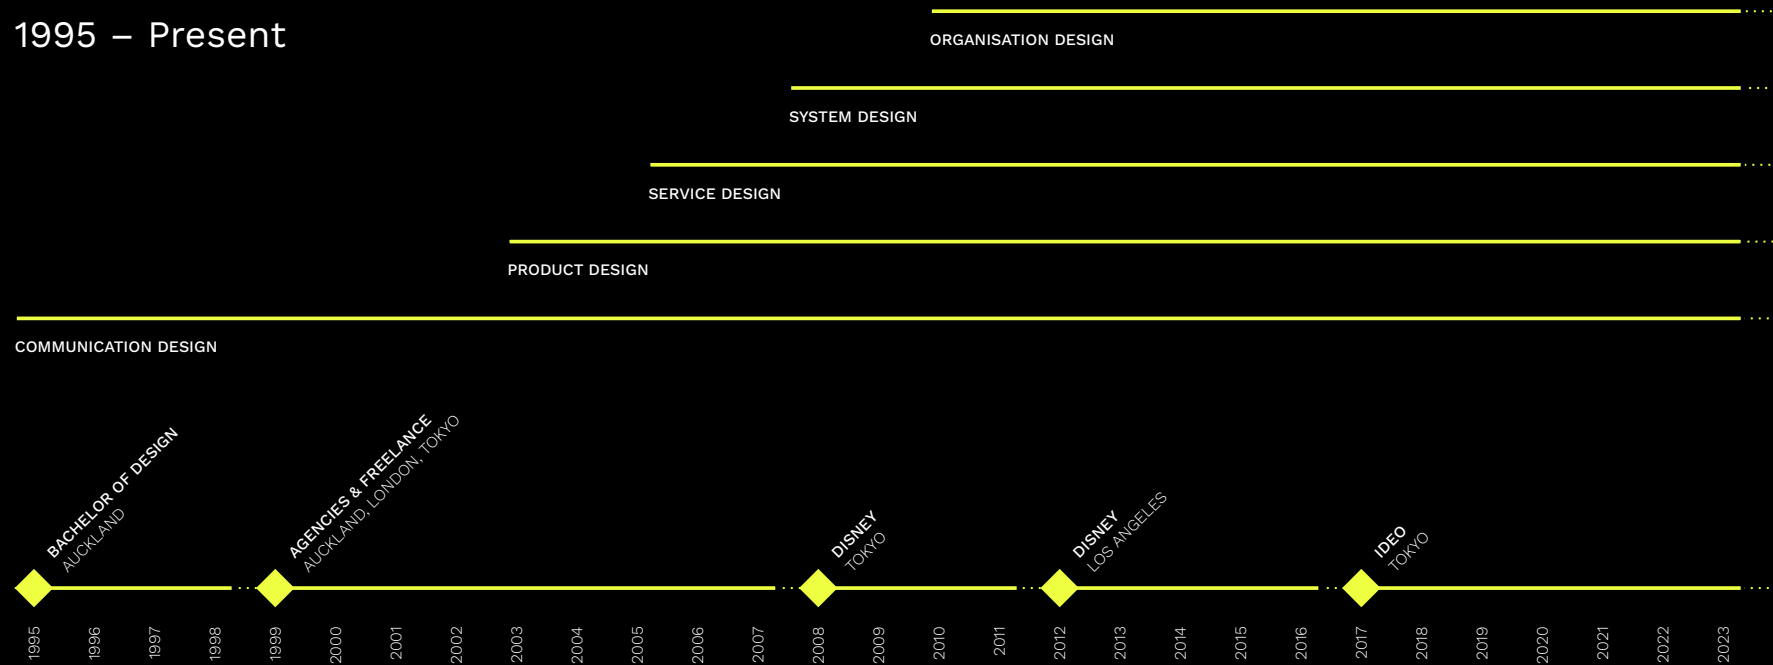 1995 – Present
ORGANISATION DESIGN
SYSTEM DESIGN
SERVICE DESIGN
PRODUCT DESIGN
COMMUNICATION DESIGN
BACHELOR OF DESIGN
AUCKLAND
AGENCIES & FREELANCE
AUCKLAND, LONDON, TOKYO
DISNEY
TOKYO
DISNEY
LOS ANGELES
IDEO
TOKYO
1995
1996
1997
1998
1999
2000
2001
2002
2003
2004
2005
2006
2007
2008
2009
2010
2011
2012
2013
2014
2015
2016
2017
2018
2019
2020
2021
2022
2023